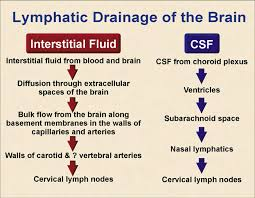 Lymphatic Drainage of the Brain
Interstitial Fluid
Interstitial fluid from blood and brain
Diffusion through extracellular
spaces of the brain
Bulk flow from the brain along
basement membranes in the walls of
capillaries and arteries
Walls of carotid & ? vertebral arteries
Cervical lymph nodes
CSF
CSF from choroid plexus
Ventricles
Subarachnoid space
Nasal lymphatics
Cervical lymph nodes